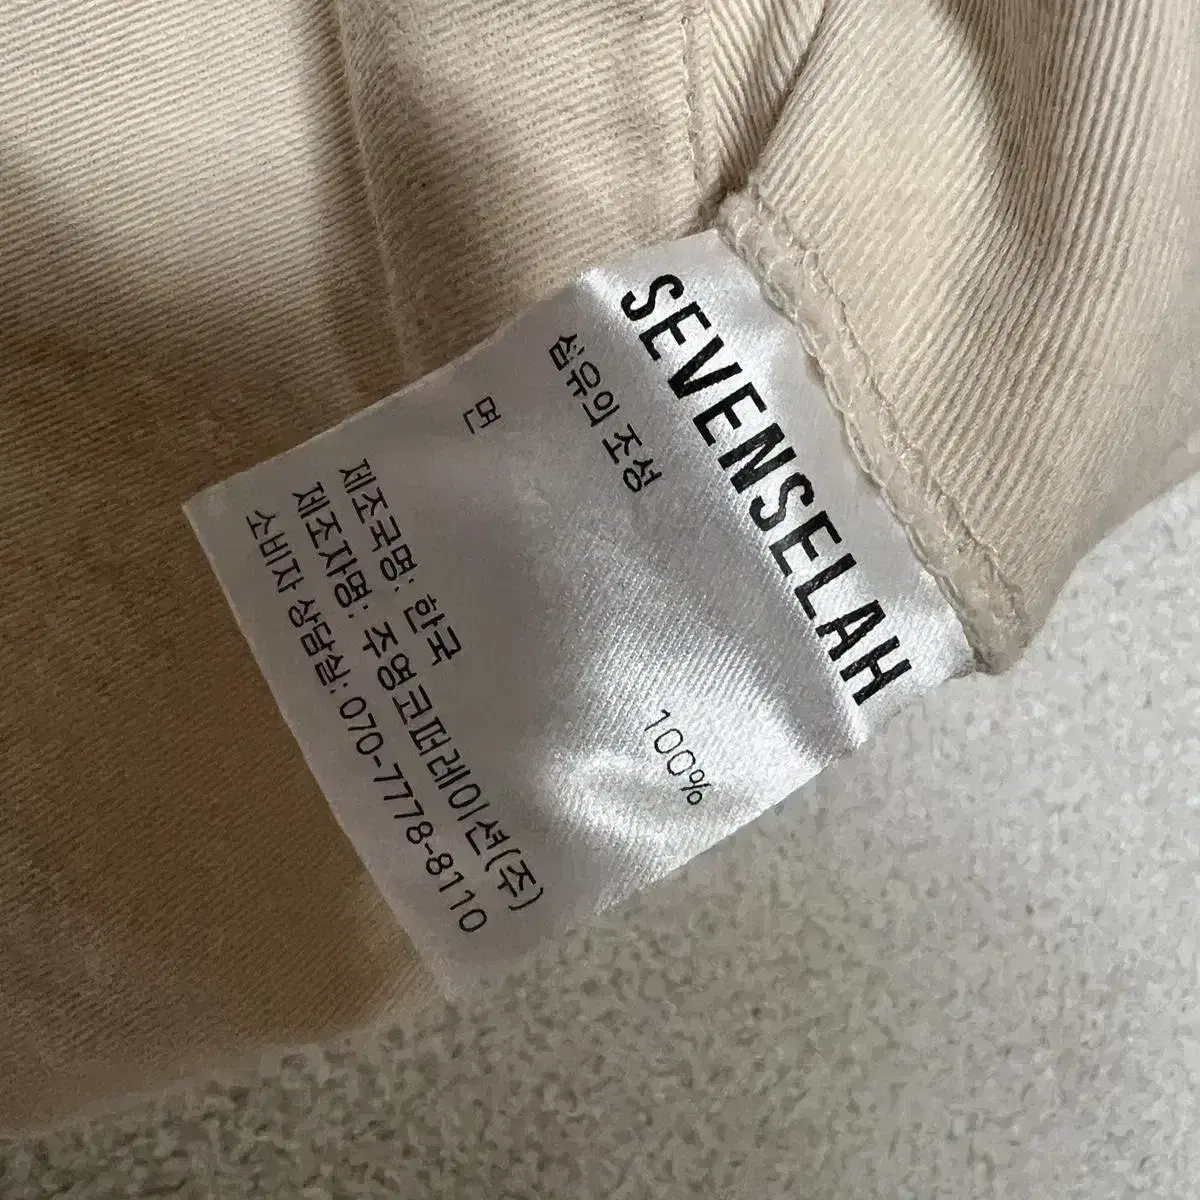 SEVENSELAH
섬유의 조성
면 100%
제조국명: 한국
제조자명: 주영코퍼레이션(주)
소비자 상담실: 070-7778-8110